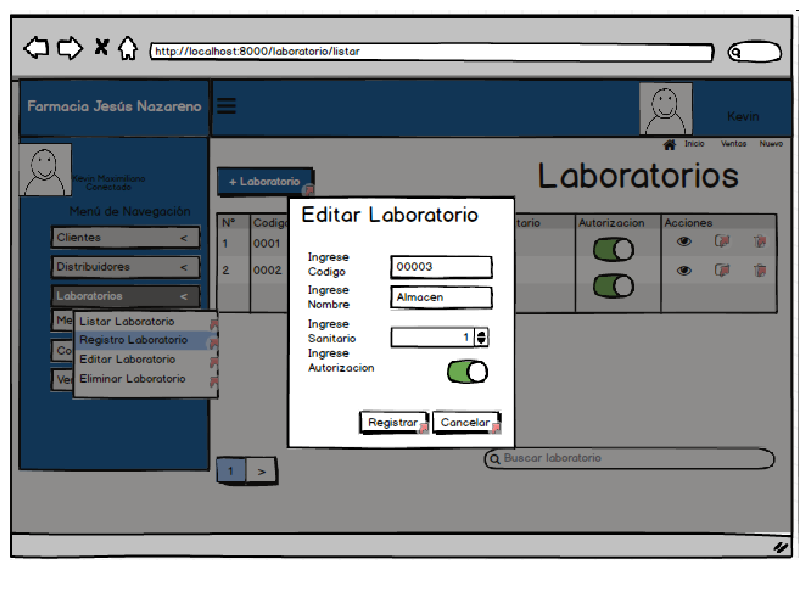 http://localhost:8000/laboratorio/listar
Farmacia Jesús Nazareno
Kevin
Inicio Ventas Nuevo
Kevin Maximiliano
Conectado
+ Laboratorio
Laboratorios
Menú de Navegación
Clientes <
Distribuidores <
Laboratorios <
Me
Co
Ve
Listar Laboratorio
Registro Laboratorio
Editar Laboratorio
Eliminar Laboratorio
N° Codig tario Autorizacion Acciones
1 0001
2 0002
Editar Laboratorio
Ingrese
Codigo
00003
Ingrese
Nombre
Almacen
Ingrese
Sanitario
1
Ingrese
Autorizacion
Registrar Cancelar
1 >
Buscar laboratorio